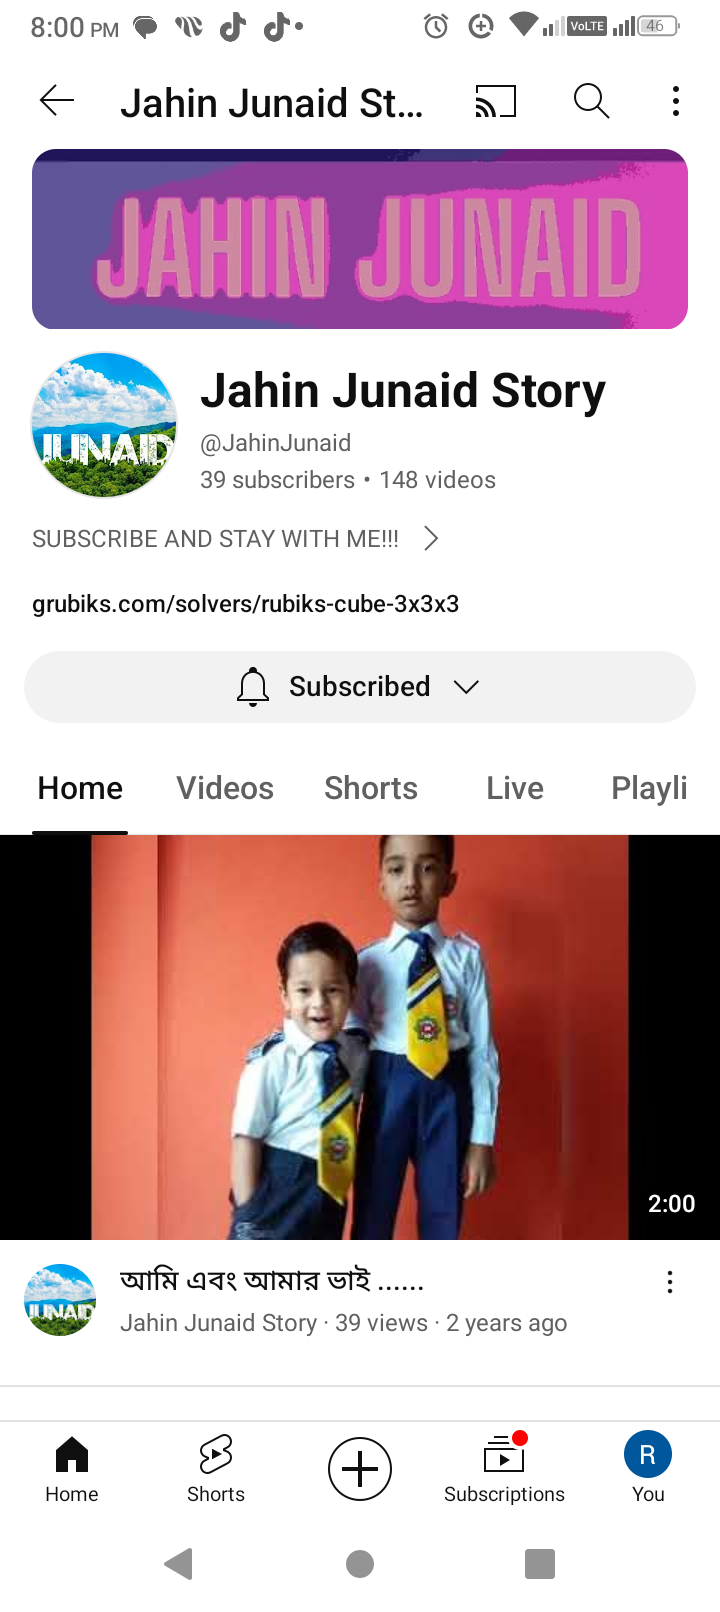 8:00 PM
VoLTE
46
Jahin Junaid St...
JAHIN JUNAID
JUNAID
Jahin Junaid Story
@JahinJunaid
39 subscribers • 148 videos
SUBSCRIBE AND STAY WITH ME!!!
grubiks.com/solvers/rubiks-cube-3x3x3
Subscribed
Home Videos Shorts Live Playli
2:00
আমি এবং আমার ভাই ......
JUNAID
Jahin Junaid Story · 39 views · 2 years ago
Home Shorts Subscriptions You
R